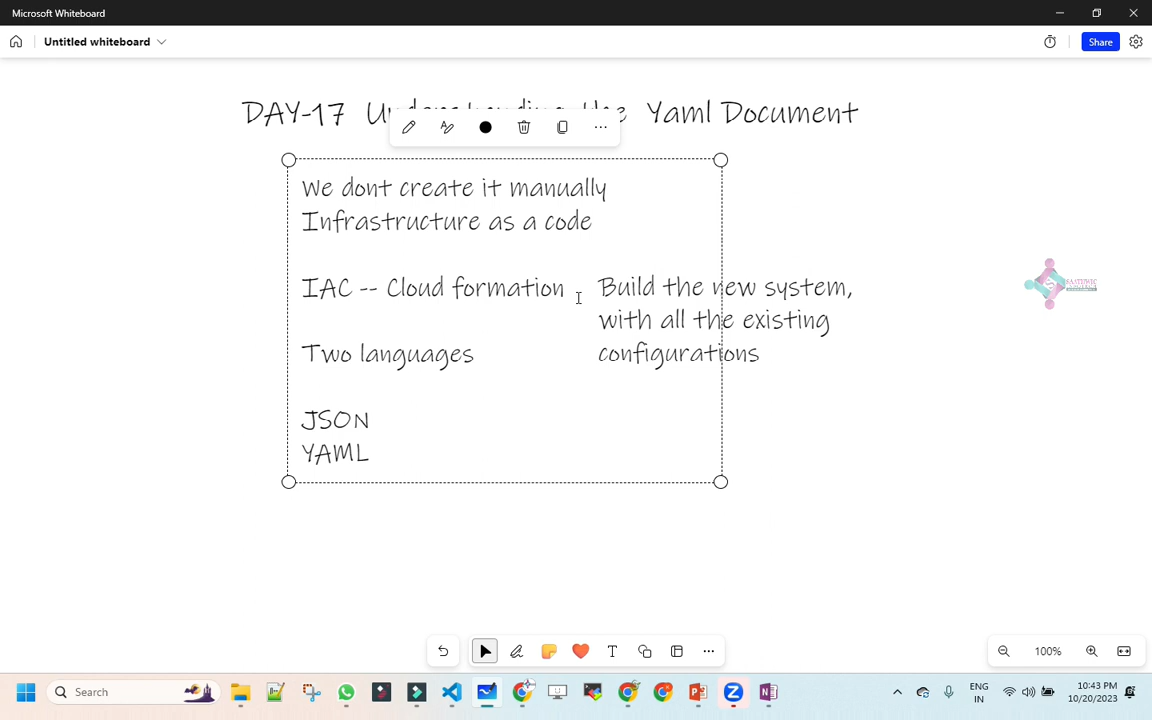 Microsoft Whiteboard
Untitled whiteboard
Share
DAY-17 Understanding the Yaml Document
We dont create it manually
Infrastructure as a code
IAC -- Cloud formation
Build the new system,
with all the existing
configurations
Two languages
JSON
YAML
100%
Search
ENG
IN
10:43 PM
10/20/2023